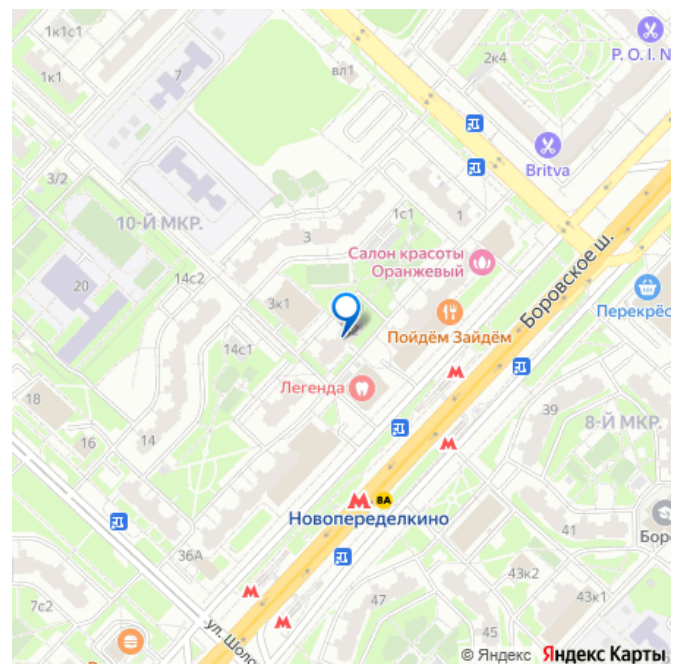 1к1с1
1к1
7
вл1
2к4
P. O. I. N
Britva
3/2
10-Й МКР.
1с1
1
3
Салон красоты
Оранжевый
Боровское ш.
20
14с2
3к1
Перекрёс
Пойдём Зайдём
14с1
Легенда
18
16
14
39
8-Й МКР.
8А
Новопеределкино
41
Бор
36А
43к2
43к1
7с2
47
45
ул. Шоло
© Яндекс Яндекс Карты